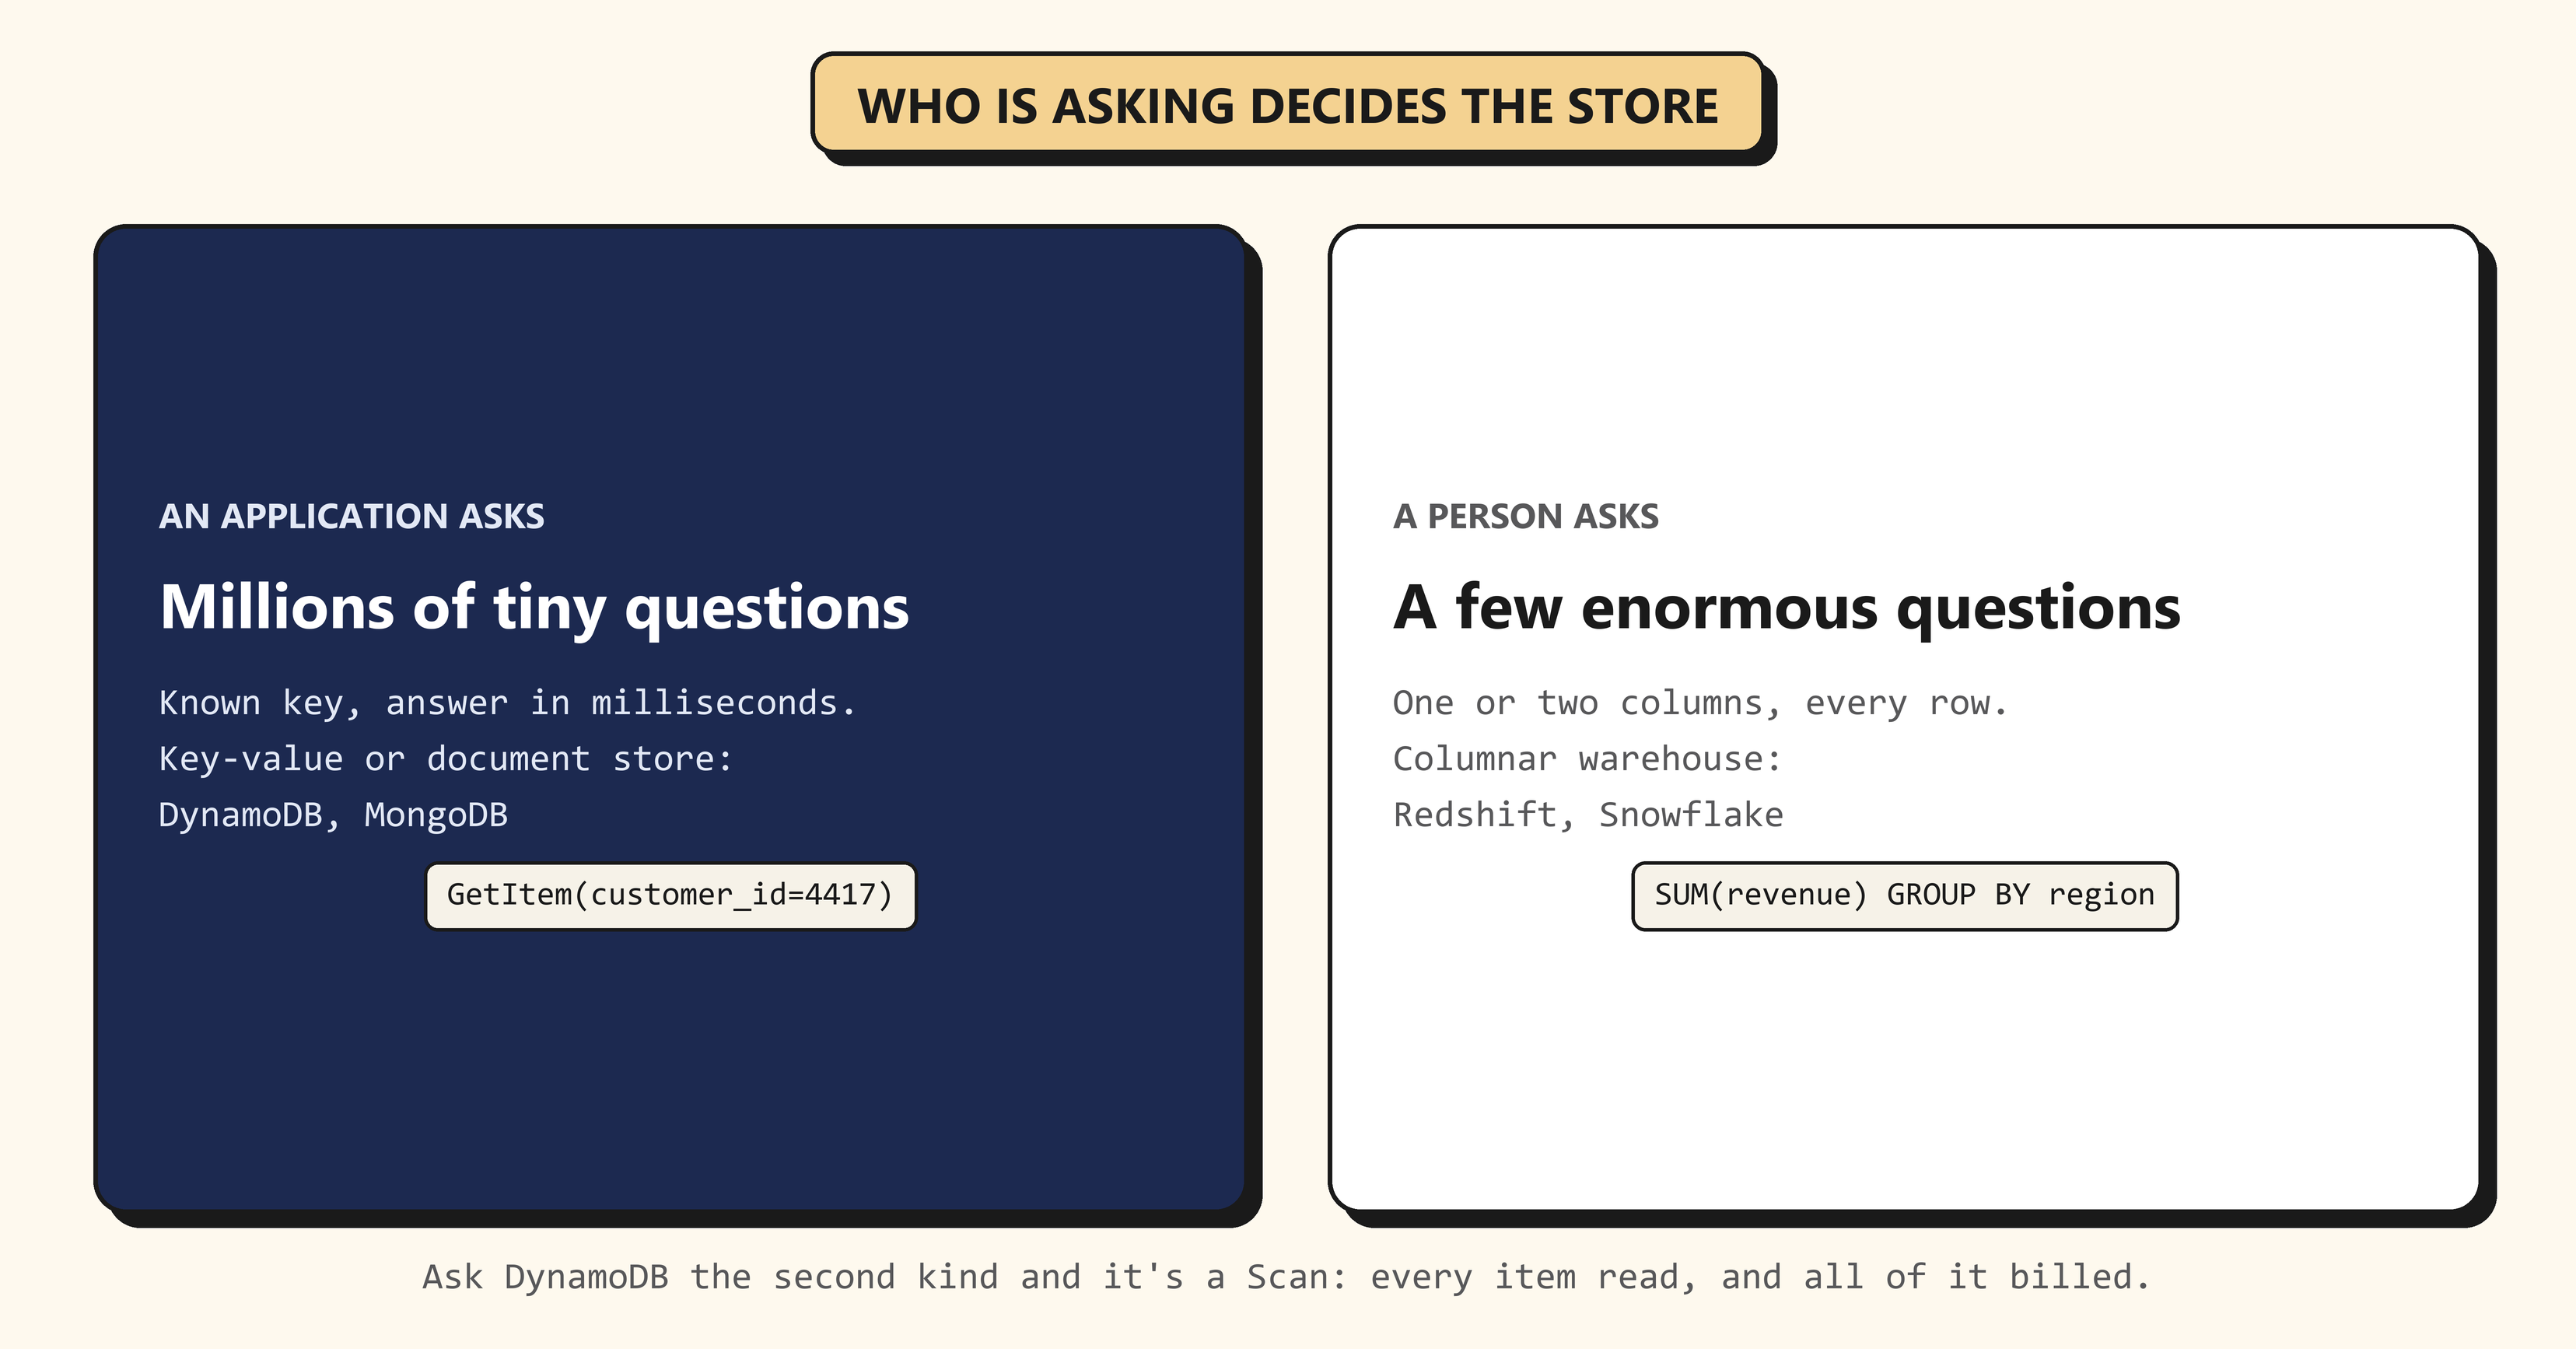 WHO IS ASKING DECIDES THE STORE
AN APPLICATION ASKS
Millions of tiny questions
Known key, answer in milliseconds.
Key-value or document store:
DynamoDB, MongoDB
GetItem(customer_id=4417)
A PERSON ASKS
A few enormous questions
One or two columns, every row.
Columnar warehouse:
Redshift, Snowflake
SUM(revenue) GROUP BY region
Ask DynamoDB the second kind and it's a Scan: every item read, and all of it billed.